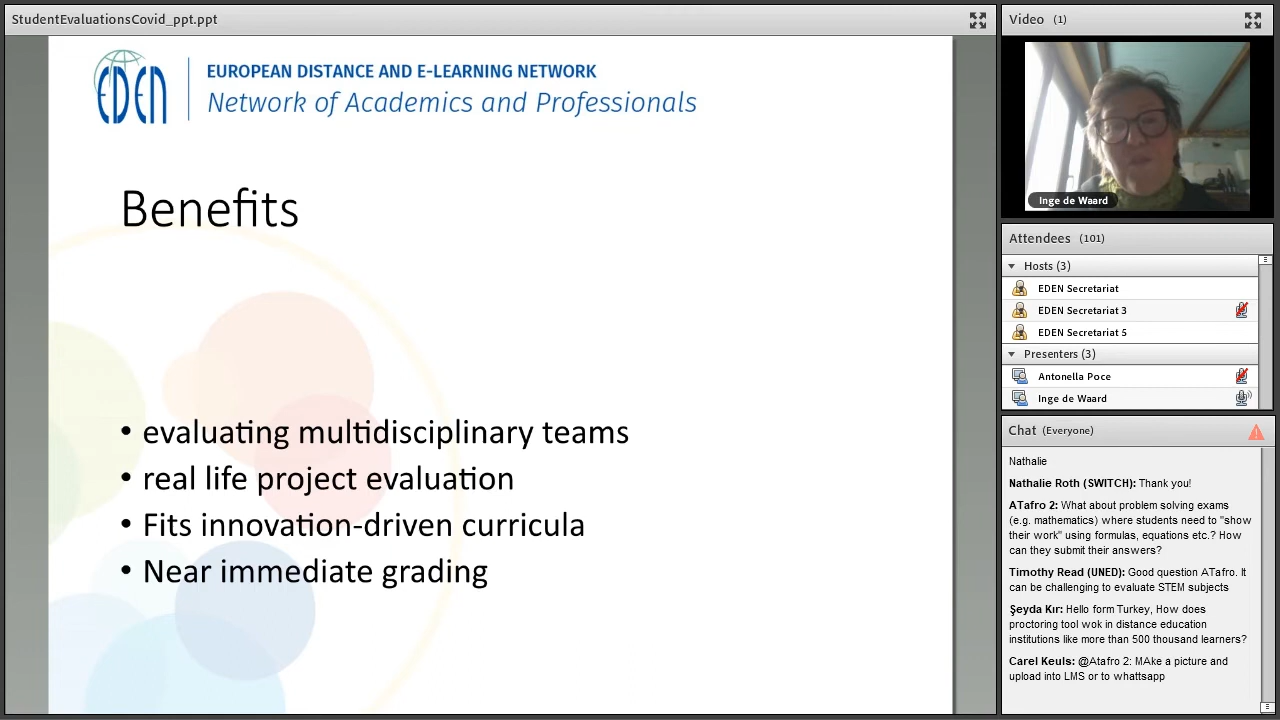 StudentEvaluationsCovid_ppt.ppt
EDEN
EUROPEAN DISTANCE AND E-LEARNING NETWORK
Network of Academics and Professionals
Benefits
• evaluating multidisciplinary teams
• real life project evaluation
• Fits innovation-driven curricula
• Near immediate grading
Video (1)
Inge de Waard
Attendees (101)
Hosts (3)
EDEN Secretariat
EDEN Secretariat 3
EDEN Secretariat 5
Presenters (3)
Antonella Poce
Inge de Waard
Chat (Everyone)
Nathalie
Nathalie Roth (SWITCH): Thank you!
ATafro 2: What about problem solving exams
(e.g. mathematics) where students need to "show
their work" using formulas, equations etc.? How
can they submit their answers?
Timothy Read (UNED): Good question ATafro. It
can be challenging to evaluate STEM subjects
Şeyda Kır: Hello form Turkey, How does
proctoring tool wok in distance education
institutions like more than 500 thousand learners?
Carel Keuls: @Atafro 2: MAke a picture and
upload into LMS or to whattsapp